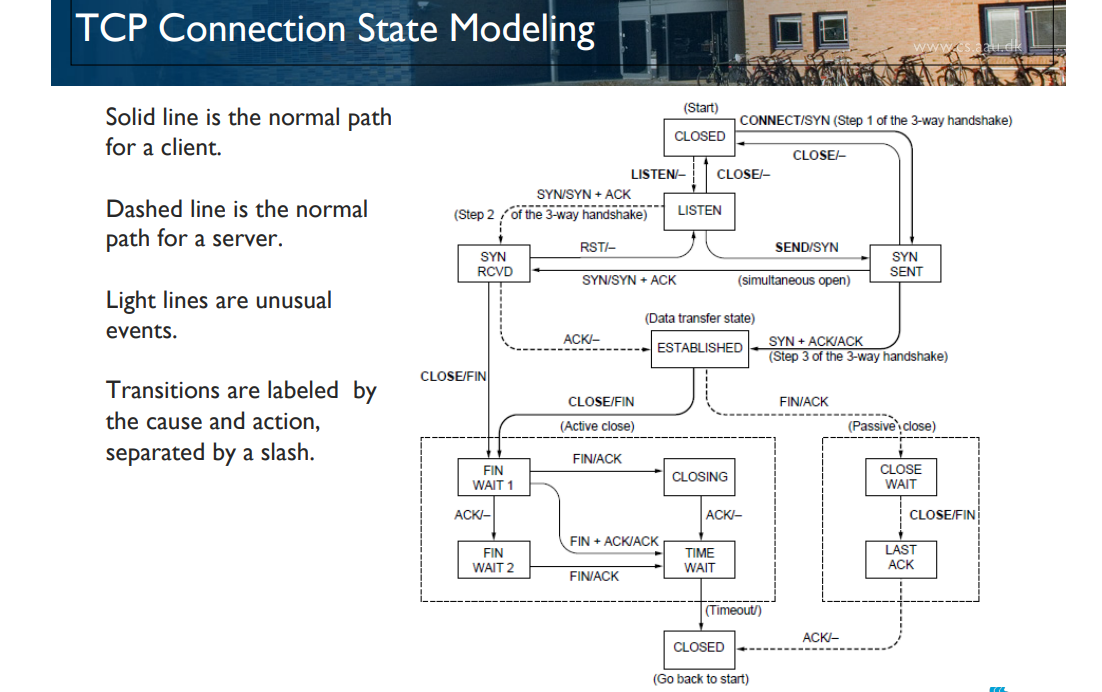 TCP Connection State Modeling
www.cs.aau.dk
Solid line is the normal path
for a client.
Dashed line is the normal
path for a server.
Light lines are unusual
events.
Transitions are labeled by
the cause and action,
separated by a slash.
(Start)
CLOSED
CONNECT/SYN (Step 1 of the 3-way handshake)
CLOSE/–
LISTEN/–
CLOSE/–
SYN/SYN + ACK
(Step 2 of the 3-way handshake)
LISTEN
SYN
RCVD
RST/–
SEND/SYN
SYN
SENT
SYN/SYN + ACK
(simultaneous open)
(Data transfer state)
ACK/–
ESTABLISHED
SYN + ACK/ACK
(Step 3 of the 3-way handshake)
CLOSE/FIN
CLOSE/FIN
FIN/ACK
(Active close)
(Passive close)
FIN
WAIT 1
FIN/ACK
CLOSING
CLOSE
WAIT
ACK/–
ACK/–
CLOSE/FIN
FIN + ACK/ACK
FIN
WAIT 2
FIN/ACK
TIME
WAIT
LAST
ACK
(Timeout/)
CLOSED
ACK/–
(Go back to start)